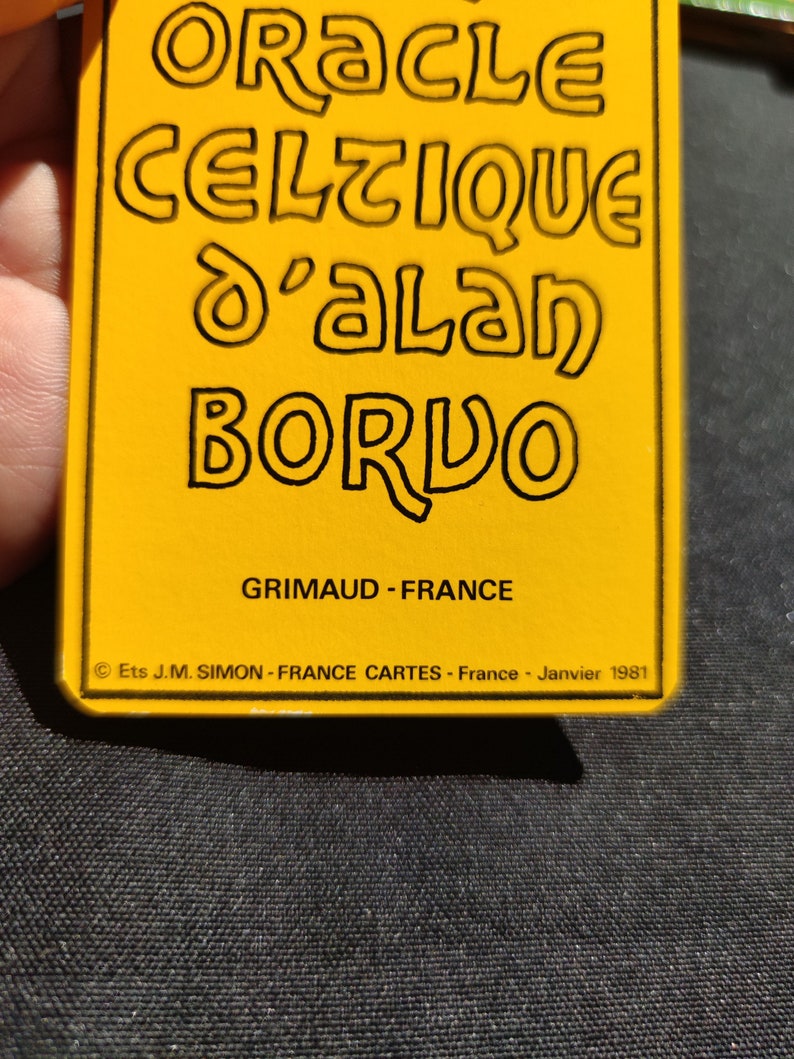 ORACLE
CELTIQUE
d'alan
BORVO
GRIMAUD - FRANCE
© Ets J.M. SIMON - FRANCE CARTES - France - Janvier 1981